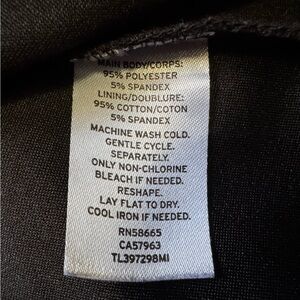 MAIN BODY/CORPS:
95% POLYESTER
5% SPANDEX
LINING/DOUBLURE:
95% COTTON/COTON
5% SPANDEX
MACHINE WASH COLD.
GENTLE CYCLE.
SEPARATELY.
ONLY NON-CHLORINE
BLEACH IF NEEDED.
RESHAPE.
LAY FLAT TO DRY.
COOL IRON IF NEEDED.
RN58665
CA57963
TL397298MI